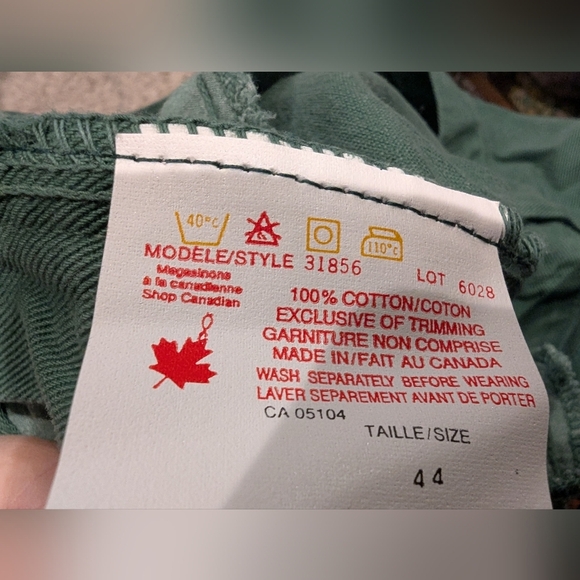 40°C
110°C
MODÈLE/STYLE 31856
LOT 6028
Magasinons
à la canadienne
Shop Canadian
100% COTTON/COTON
EXCLUSIVE OF TRIMMING
GARNITURE NON COMPRISE
MADE IN/FAIT AU CANADA
WASH SEPARATELY BEFORE WEARING
LAVER SEPAREMENT AVANT DE PORTER
CA 05104
TAILLE/SIZE
44